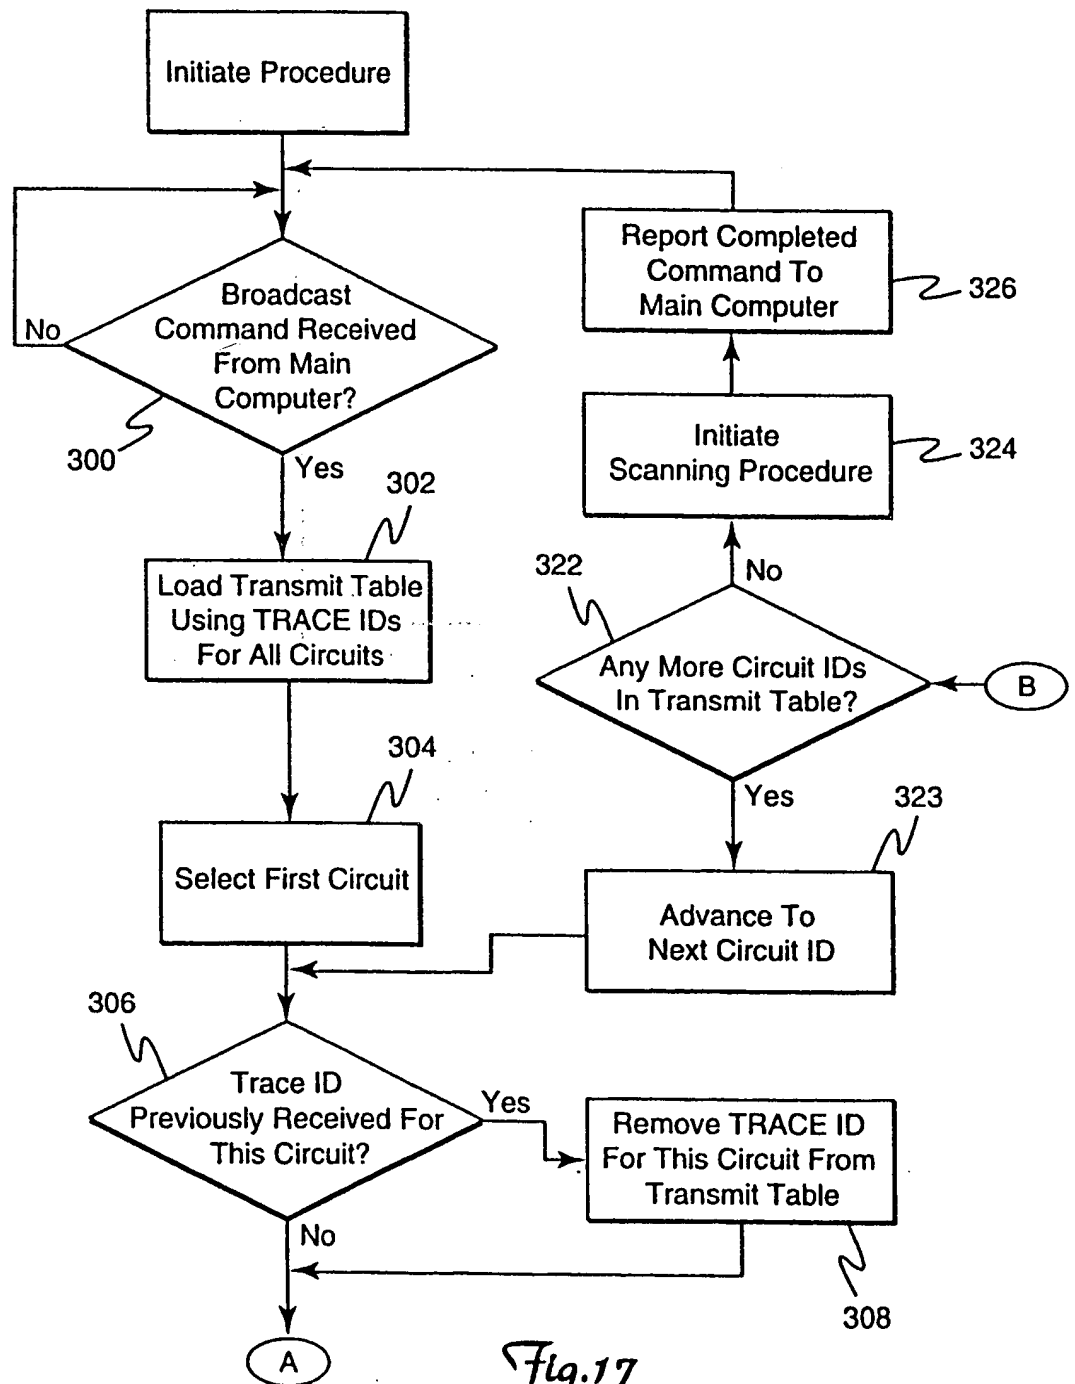 Initiate Procedure
Broadcast
Command Received
From Main
Computer?
No
300
Yes
302
Load Transmit Table
Using TRACE IDs
For All Circuits
304
Select First Circuit
306
Trace ID
Previously Received For
This Circuit?
Yes
No
Remove TRACE ID
For This Circuit From
Transmit Table
308
A
Report Completed
Command To
Main Computer
326
Initiate
Scanning Procedure
324
No
322
Any More Circuit IDs
In Transmit Table?
B
Yes
323
Advance To
Next Circuit ID
Fig.17